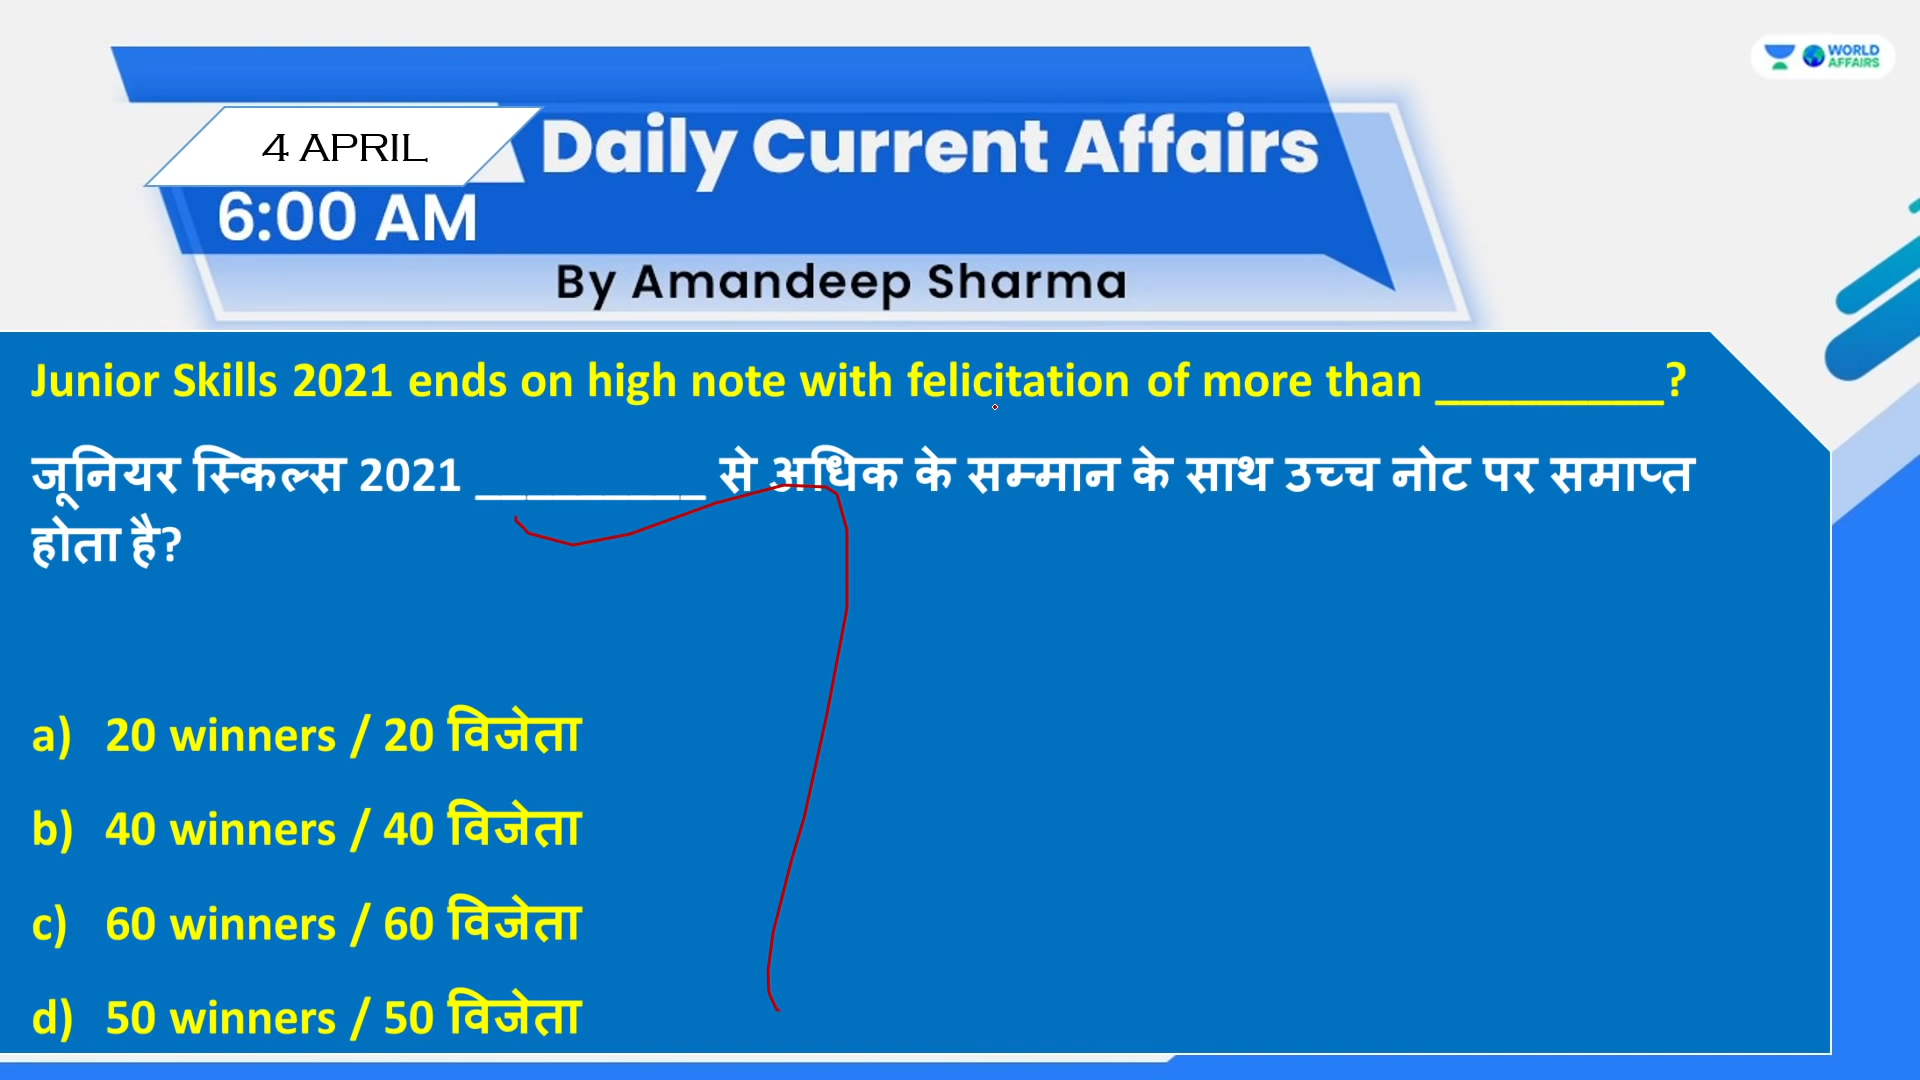 WORLD
AFFAIRS
4 APRIL
Daily Current Affairs
6:00 AM
By Amandeep Sharma
Junior Skills 2021 ends on high note with felicitation of more than _________?
जूनियर स्किल्स 2021 _________ से अधिक के सम्मान के साथ उच्च नोट पर समाप्त
होता है?
a) 20 winners / 20 विजेता
b) 40 winners / 40 विजेता
c) 60 winners / 60 विजेता
d) 50 winners / 50 विजेता